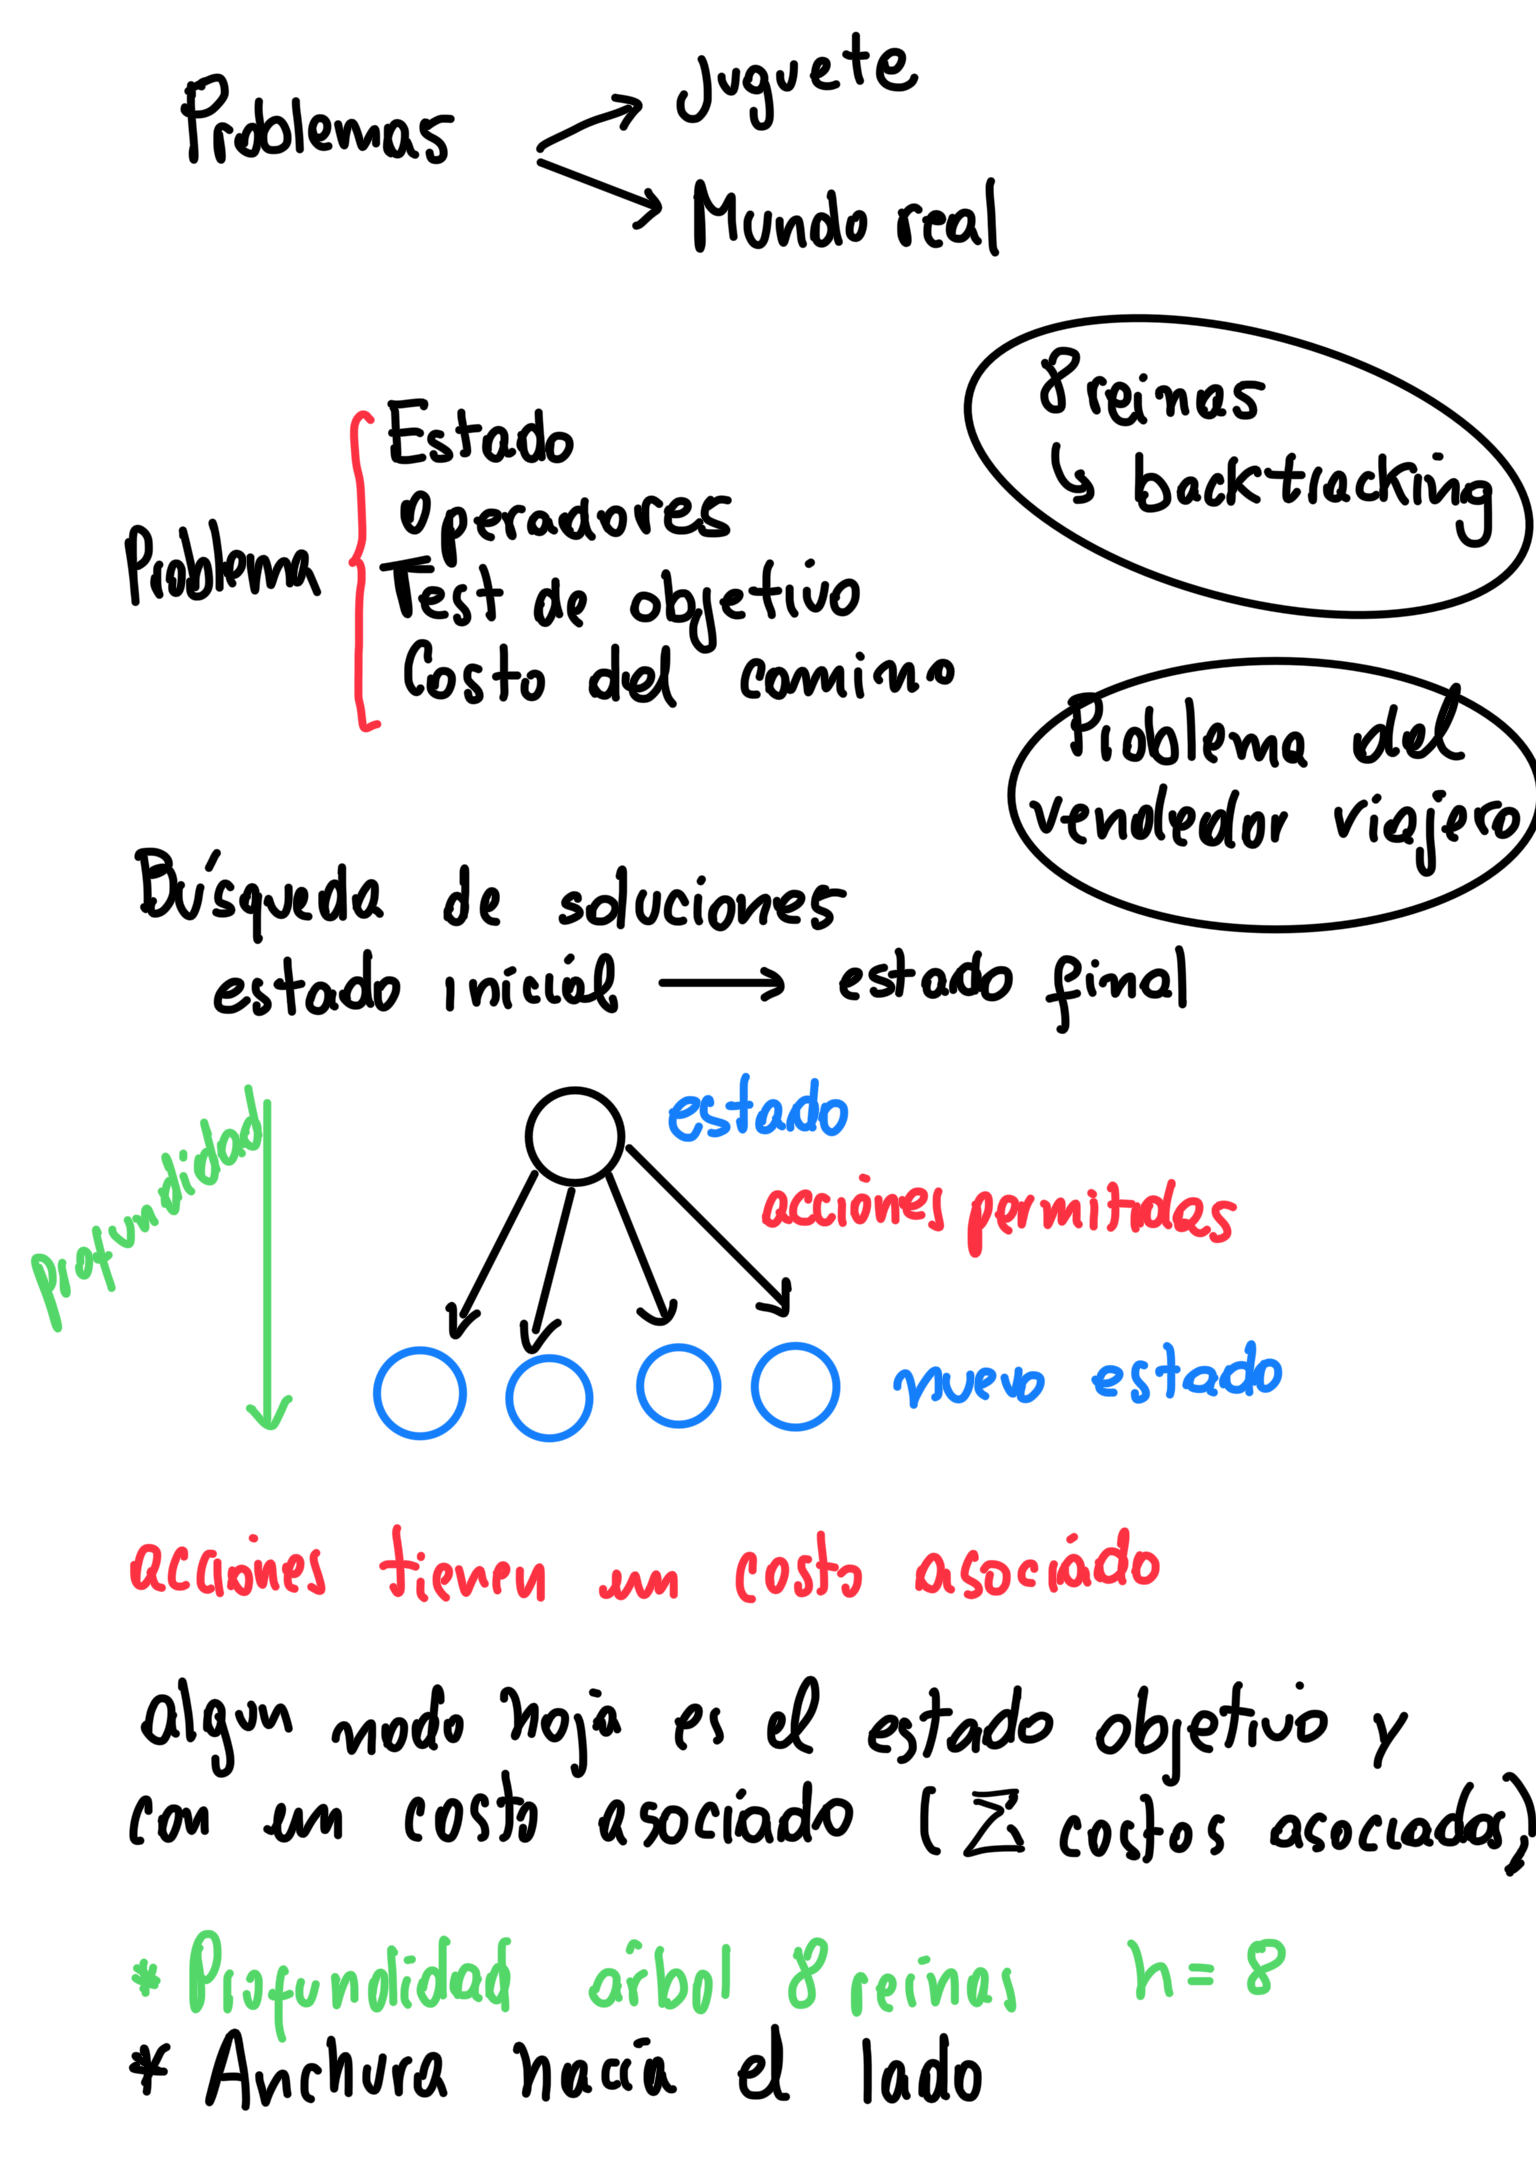 Problemas
Juguete
Mundo real
Problema
Estado
Operadores
Test de objetivo
Costo del camino
8 reinas
↳ backtracking
Problema del
vendedor viajero
Búsqueda de soluciones
estado inicial → estado final
profundidad
estado
acciones permitidas
nuevo estado
acciones tienen un costo asociado
algun nodo hoja es el estado objetivo y
con un costo asociado (Σ costos asociados)
* Profundidad árbol 8 reinas h = 8
* Anchura hacia el lado